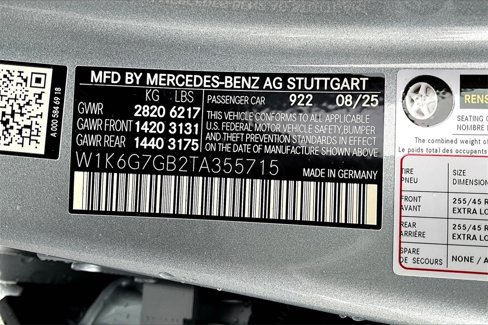 A 000 584 69 18
MFD BY MERCEDES-BENZ AG STUTTGART
KG LBS
GVWR 2820 6217
GAWR FRONT 1420 3131
GAWR REAR 1440 3175
PASSENGER CAR 922 08/25
THIS VEHICLE CONFORMS TO ALL APPLICABLE
U.S. FEDERAL MOTOR VEHICLE SAFETY, BUMPER
AND THEFT PREVENTION STANDARDS IN EFFECT
ON THE DATE OF MANUFACTURE SHOWN ABOVE
W1K6G7GB2TA355715
MADE IN GERMANY
SEATING
NOMBRE
The combined weight of
Le poids total des occupants
TIRE
PNEU
SIZE
DIMENSION
FRONT
AVANT
255/45 R
EXTRA LO
REAR
ARRIÈRE
255/45 R
EXTRA LO
SPARE
DE SECOURS
NONE / A